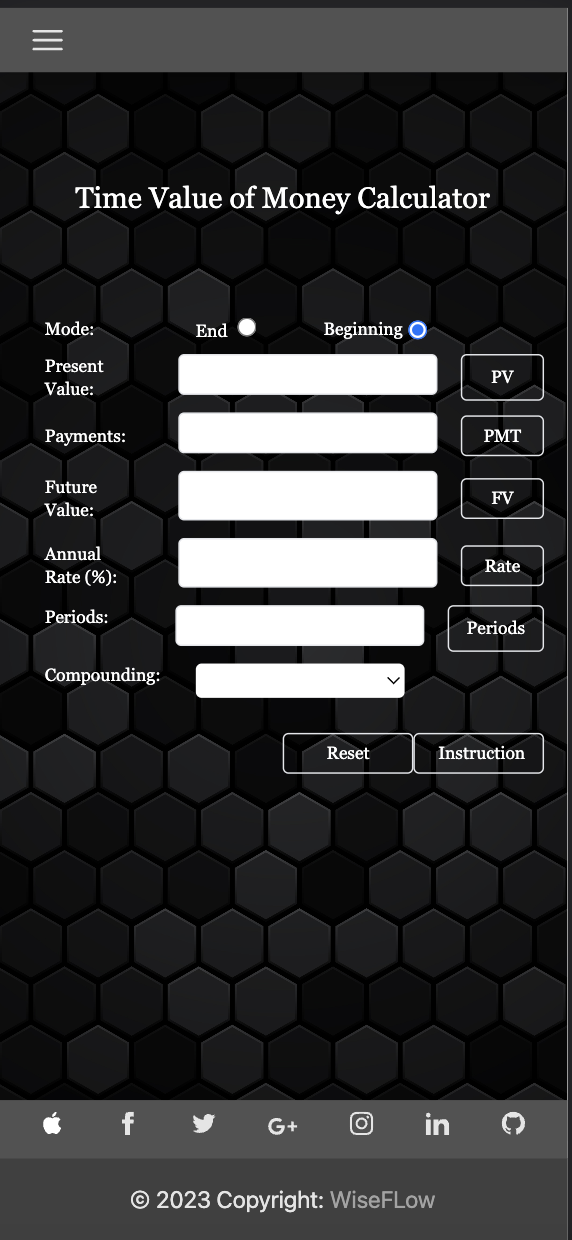 Time Value of Money Calculator
Mode: End Beginning
Present
Value:
PV
Payments: PMT
Future
Value:
FV
Annual
Rate (%):
Rate
Periods: Periods
Compounding:
Reset Instruction
G+ in
© 2023 Copyright: WiseFLow